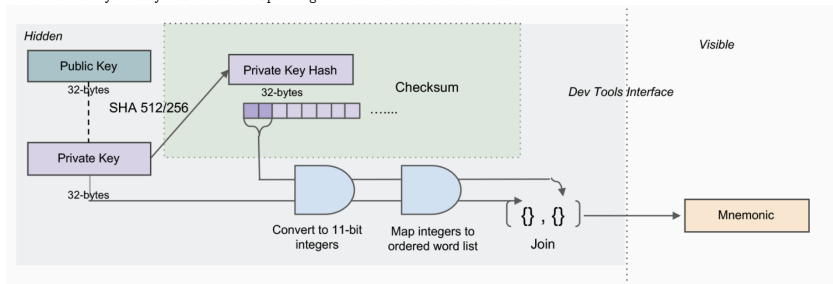 Hidden
Visible
Public Key
32-bytes
SHA 512/256
Private Key
32-bytes
Private Key Hash
32-bytes
Checksum
…....
Dev Tools Interface
Convert to 11-bit
integers
Map integers to
ordered word list
{} , {}
Join
Mnemonic